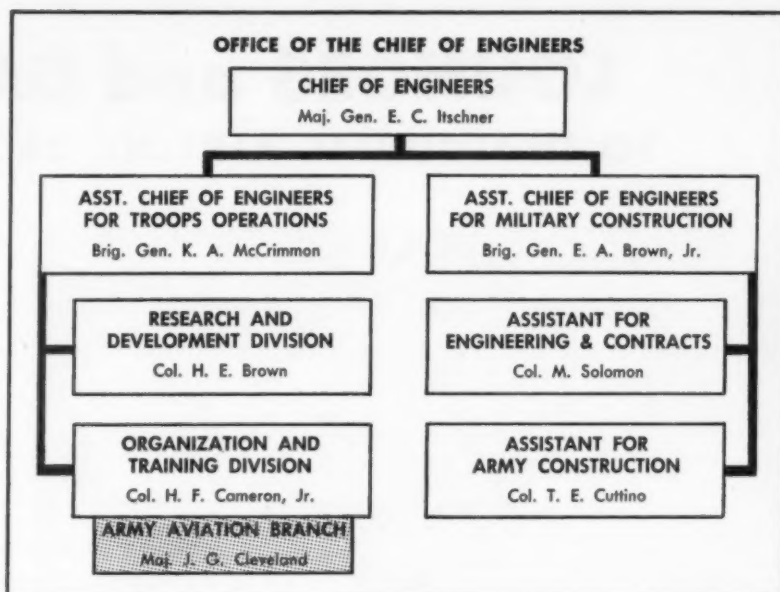 OFFICE OF THE CHIEF OF ENGINEERS
CHIEF OF ENGINEERS
Maj. Gen. E. C. Itschner
ASST. CHIEF OF ENGINEERS
FOR TROOPS OPERATIONS
Brig. Gen. K. A. McCrimmon
RESEARCH AND
DEVELOPMENT DIVISION
Col. H. E. Brown
ORGANIZATION AND
TRAINING DIVISION
Col. H. F. Cameron, Jr.
ARMY AVIATION BRANCH
Maj. J. G. Cleveland
ASST. CHIEF OF ENGINEERS
FOR MILITARY CONSTRUCTION
Brig. Gen. E. A. Brown, Jr.
ASSISTANT FOR
ENGINEERING & CONTRACTS
Col. M. Solomon
ASSISTANT FOR
ARMY CONSTRUCTION
Col. T. E. Cuttino